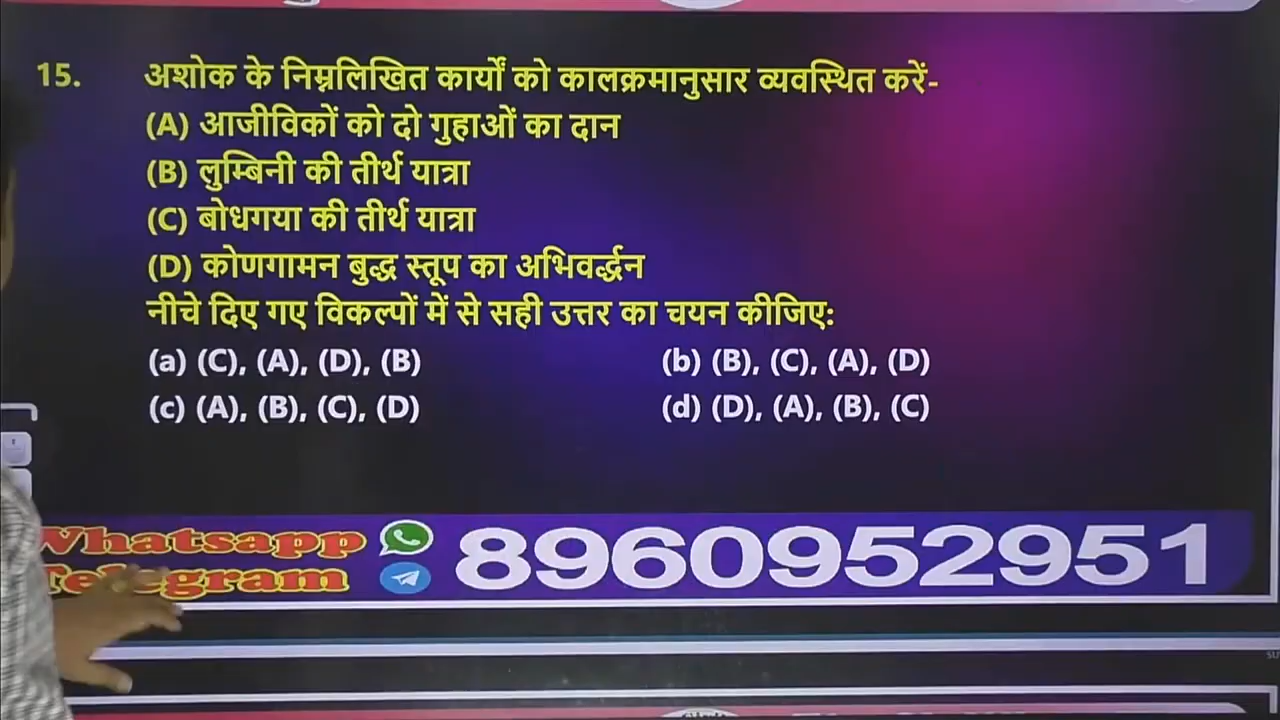 15. अशोक के निम्नलिखित कार्यों को कालक्रमानुसार व्यवस्थित करें-
(A) आजीविकों को दो गुहाओं का दान
(B) लुम्बिनी की तीर्थ यात्रा
(C) बोधगया की तीर्थ यात्रा
(D) कोणगामन बुद्ध स्तूप का अभिवर्द्धन
नीचे दिए गए विकल्पों में से सही उत्तर का चयन कीजिए:
(a) (C), (A), (D), (B) (b) (B), (C), (A), (D)
(c) (A), (B), (C), (D) (d) (D), (A), (B), (C)
Whatsapp
Telegram
8960952951